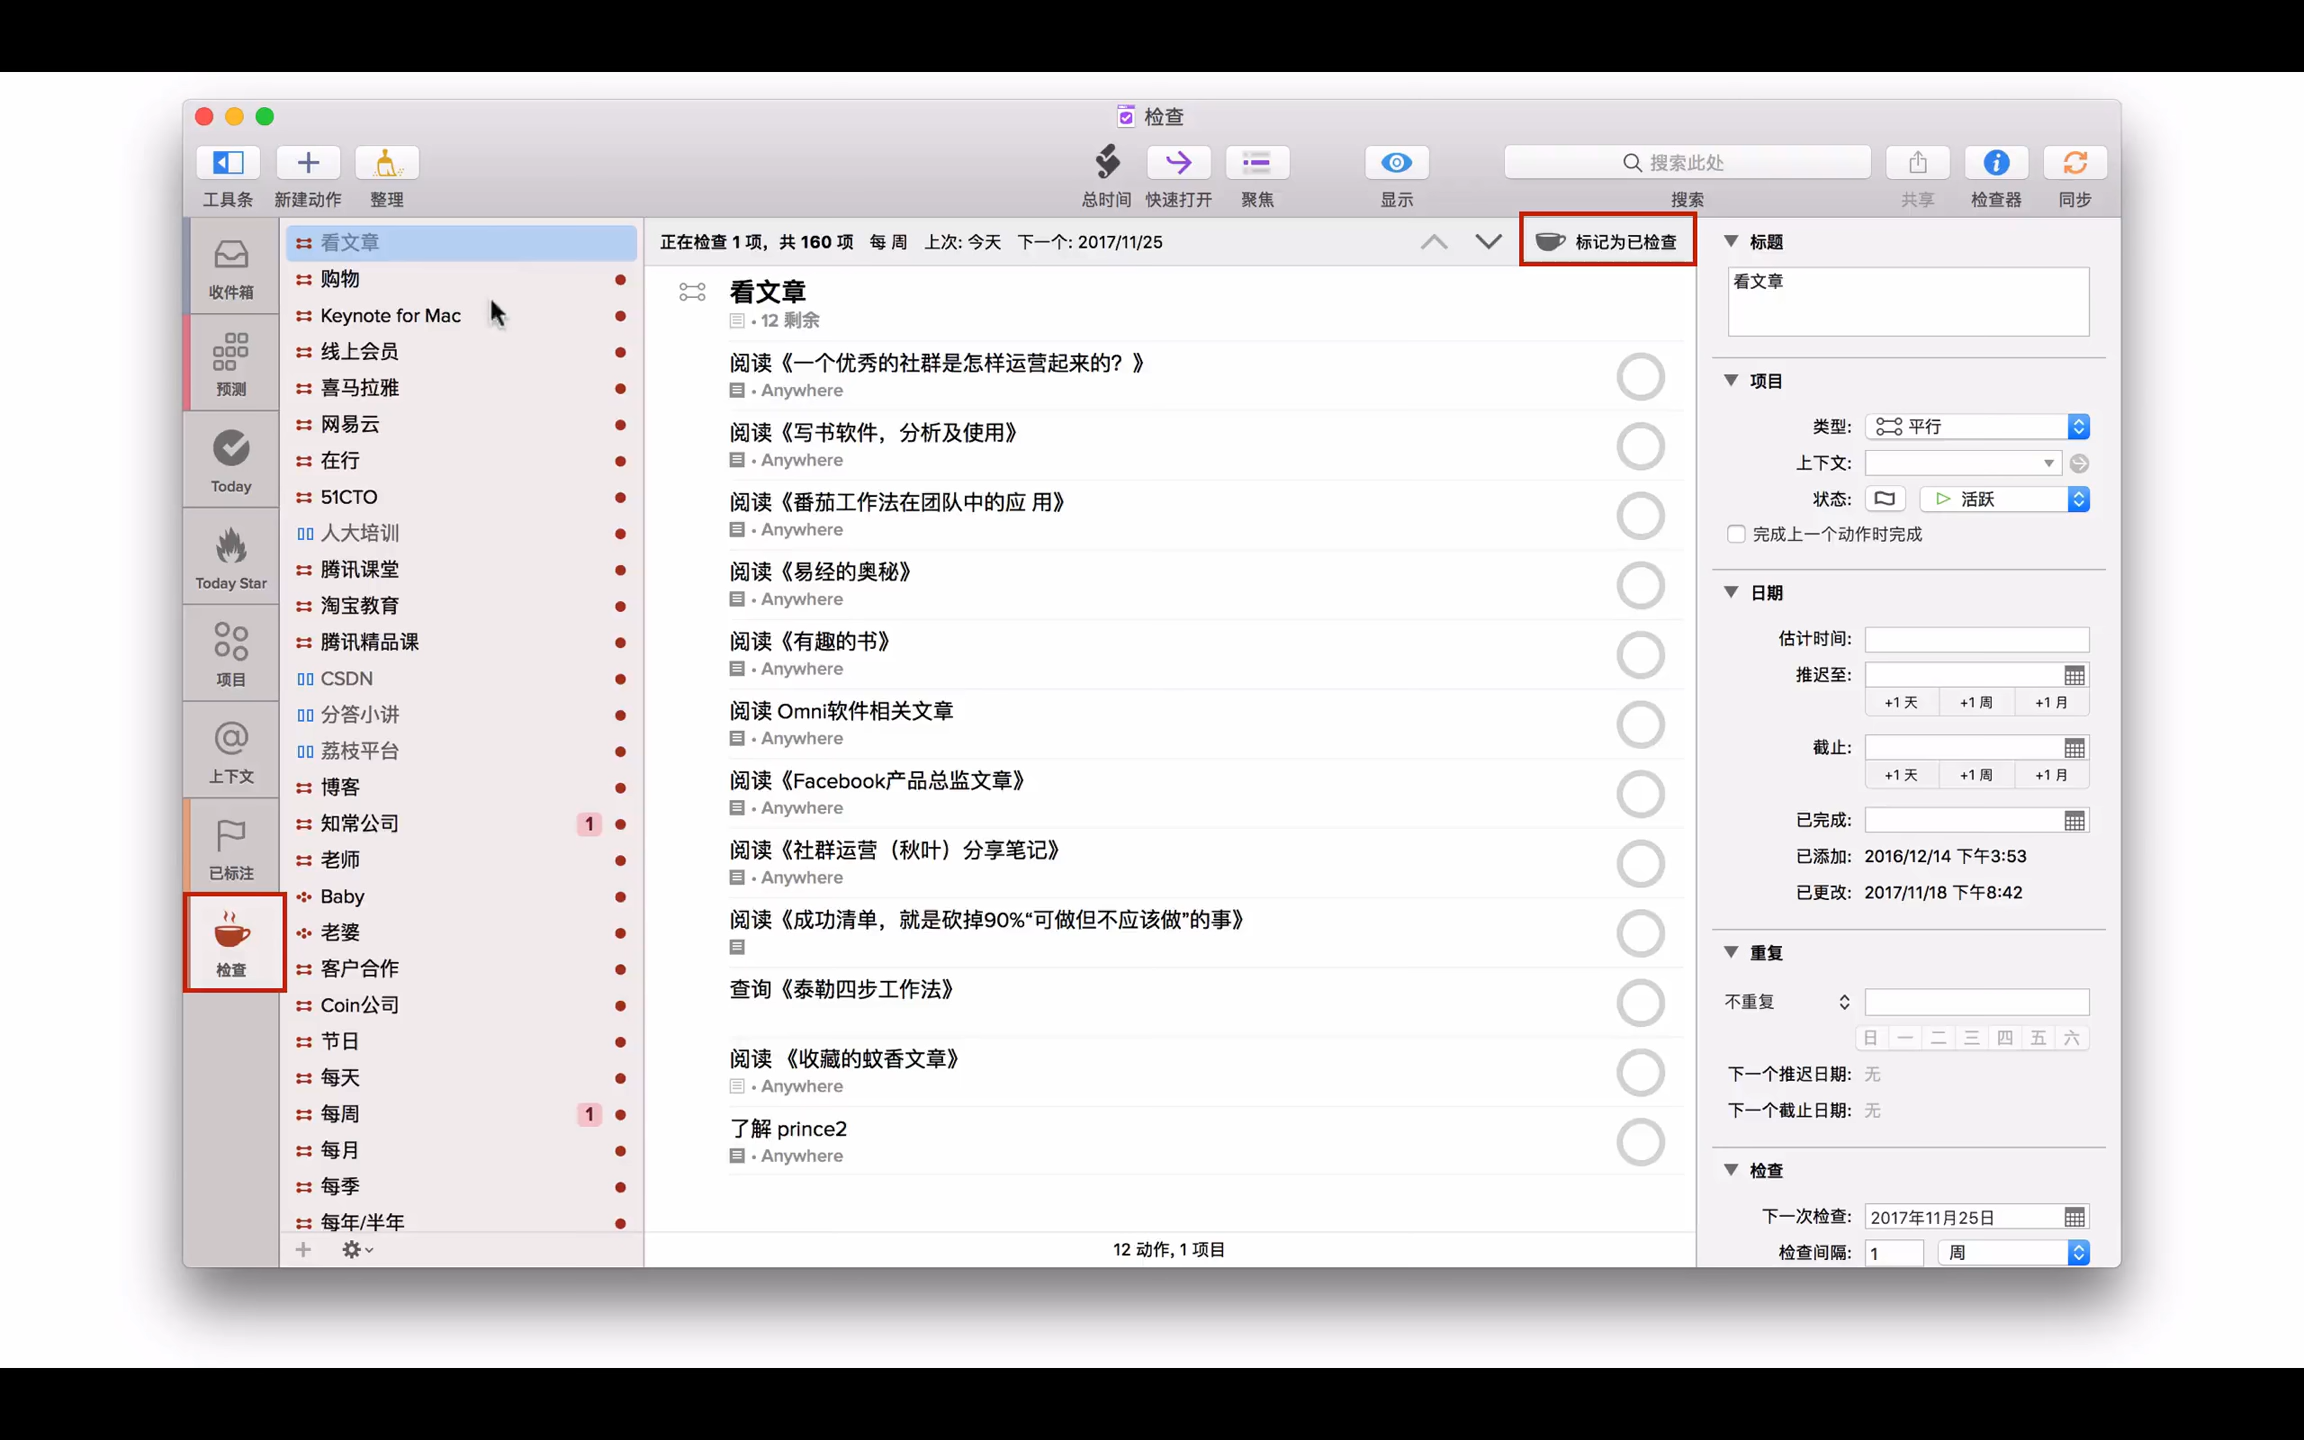 检查
工具条
新建动作
整理
总时间
快速打开
聚焦
显示
搜索此处
搜索
共享
检查器
同步
收件箱
预测
Today
Today Star
项目
上下文
已标注
检查
看文章
购物
Keynote for Mac
线上会员
喜马拉雅
网易云
在行
51CTO
人大培训
腾讯课堂
淘宝教育
腾讯精品课
CSDN
分答小讲
荔枝平台
博客
知常公司 1
老师
Baby
老婆
客户合作
Coin公司
节日
每天
每周 1
每月
每季
每年/半年
正在检查 1 项，共 160 项 每 周 上次: 今天 下一个: 2017/11/25
标记为已检查
看文章
• 12 剩余
阅读《一个优秀的社群是怎样运营起来的？》
• Anywhere
阅读《写书软件，分析及使用》
• Anywhere
阅读《番茄工作法在团队中的应 用》
• Anywhere
阅读《易经的奥秘》
• Anywhere
阅读《有趣的书》
• Anywhere
阅读 Omni软件相关文章
• Anywhere
阅读《Facebook产品总监文章》
• Anywhere
阅读《社群运营（秋叶）分享笔记》
• Anywhere
阅读《成功清单，就是砍掉90%“可做但不应该做”的事》
查询《泰勒四步工作法》
阅读 《收藏的蚊香文章》
• Anywhere
了解 prince2
• Anywhere
12 动作, 1 项目
标题
看文章
项目
类型: 平行
上下文:
状态: 活跃
完成上一个动作时完成
日期
估计时间:
推迟至:
+1 天 +1 周 +1 月
截止:
+1 天 +1 周 +1 月
已完成:
已添加: 2016/12/14 下午3:53
已更改: 2017/11/18 下午8:42
重复
不重复
日 一 二 三 四 五 六
下一个推迟日期: 无
下一个截止日期: 无
检查
下一次检查: 2017年11月25日
检查间隔: 1 周